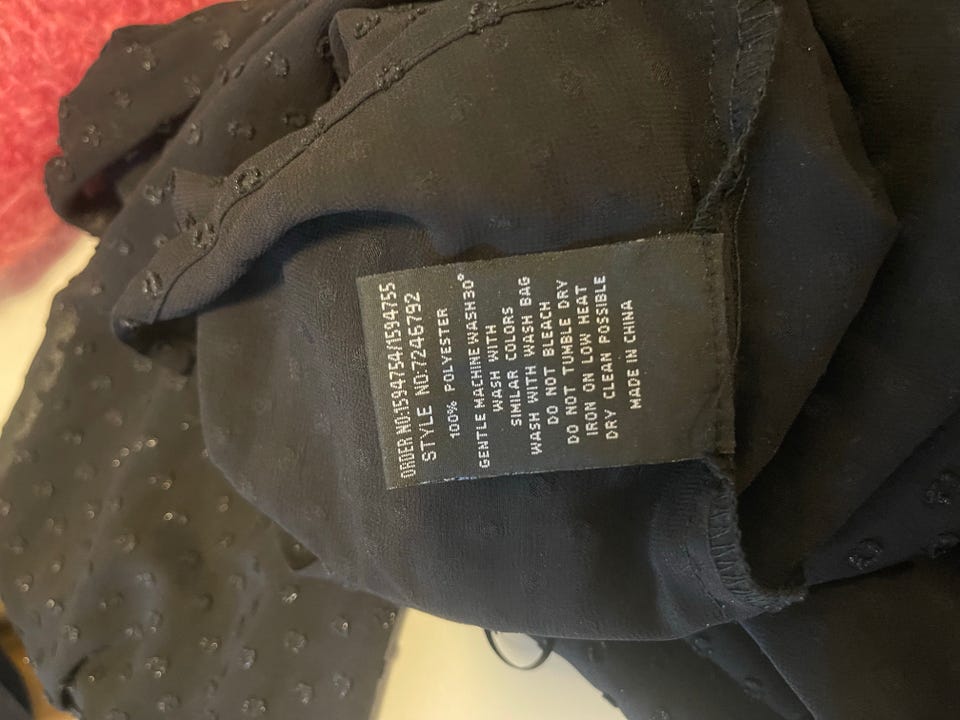 ORDER NO:1594754/1594755
STYLE NO:7246792
100% POLYESTER
GENTLE MACHINE WASH30°
WASH WITH
SIMILAR COLORS
WASH WITH WASH BAG
DO NOT BLEACH
DO NOT TUMBLE DRY
IRON ON LOW HEAT
DRY CLEAN POSSIBLE
MADE IN CHINA